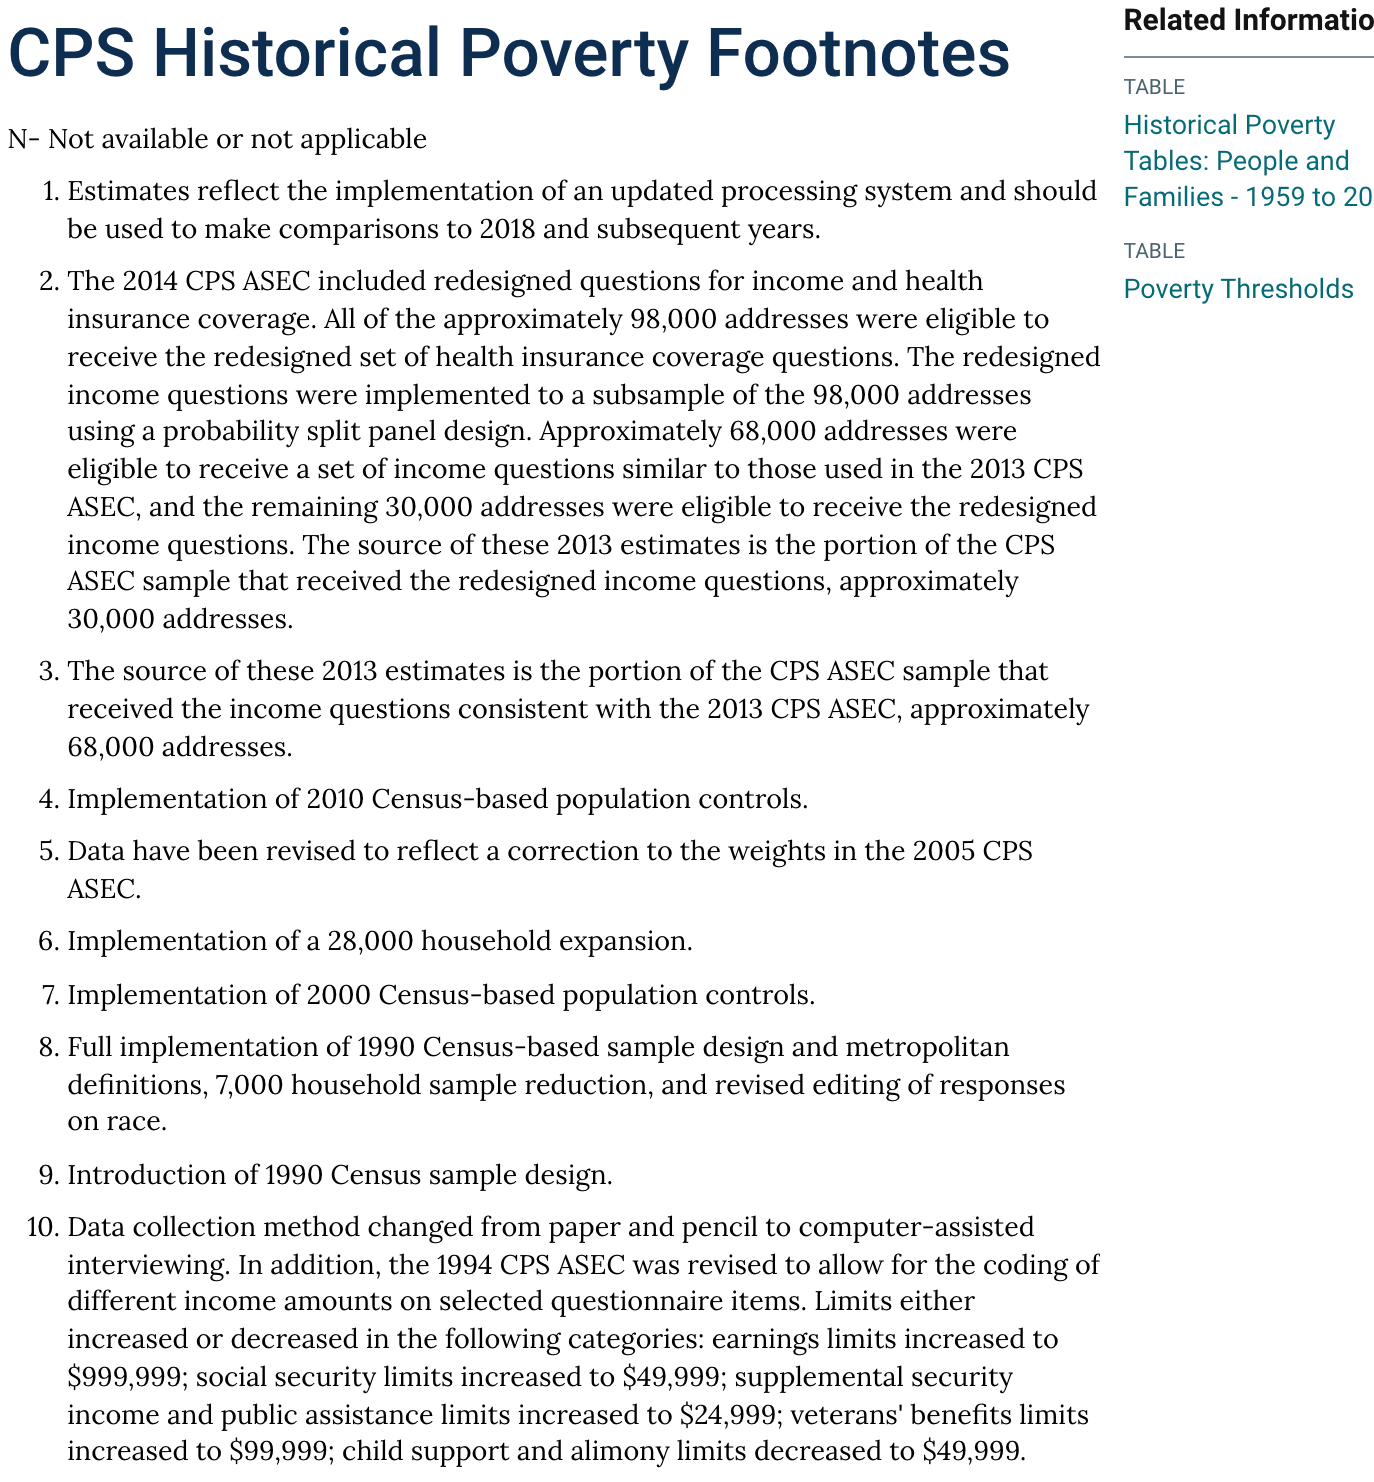 CPS Historical Poverty Footnotes
N- Not available or not applicable
1. Estimates reflect the implementation of an updated processing system and should
be used to make comparisons to 2018 and subsequent years.
2. The 2014 CPS ASEC included redesigned questions for income and health
insurance coverage. All of the approximately 98,000 addresses were eligible to
receive the redesigned set of health insurance coverage questions. The redesigned
income questions were implemented to a subsample of the 98,000 addresses
using a probability split panel design. Approximately 68,000 addresses were
eligible to receive a set of income questions similar to those used in the 2013 CPS
ASEC, and the remaining 30,000 addresses were eligible to receive the redesigned
income questions. The source of these 2013 estimates is the portion of the CPS
ASEC sample that received the redesigned income questions, approximately
30,000 addresses.
3. The source of these 2013 estimates is the portion of the CPS ASEC sample that
received the income questions consistent with the 2013 CPS ASEC, approximately
68,000 addresses.
4. Implementation of 2010 Census-based population controls.
5. Data have been revised to reflect a correction to the weights in the 2005 CPS
ASEC.
6. Implementation of a 28,000 household expansion.
7. Implementation of 2000 Census-based population controls.
8. Full implementation of 1990 Census-based sample design and metropolitan
definitions, 7,000 household sample reduction, and revised editing of responses
on race.
9. Introduction of 1990 Census sample design.
10. Data collection method changed from paper and pencil to computer-assisted
interviewing. In addition, the 1994 CPS ASEC was revised to allow for the coding of
different income amounts on selected questionnaire items. Limits either
increased or decreased in the following categories: earnings limits increased to
$999,999; social security limits increased to $49,999; supplemental security
income and public assistance limits increased to $24,999; veterans' benefits limits
increased to $99,999; child support and alimony limits decreased to $49,999.
Related Informatio
TABLE
Historical Poverty
Tables: People and
Families - 1959 to 20
TABLE
Poverty Thresholds